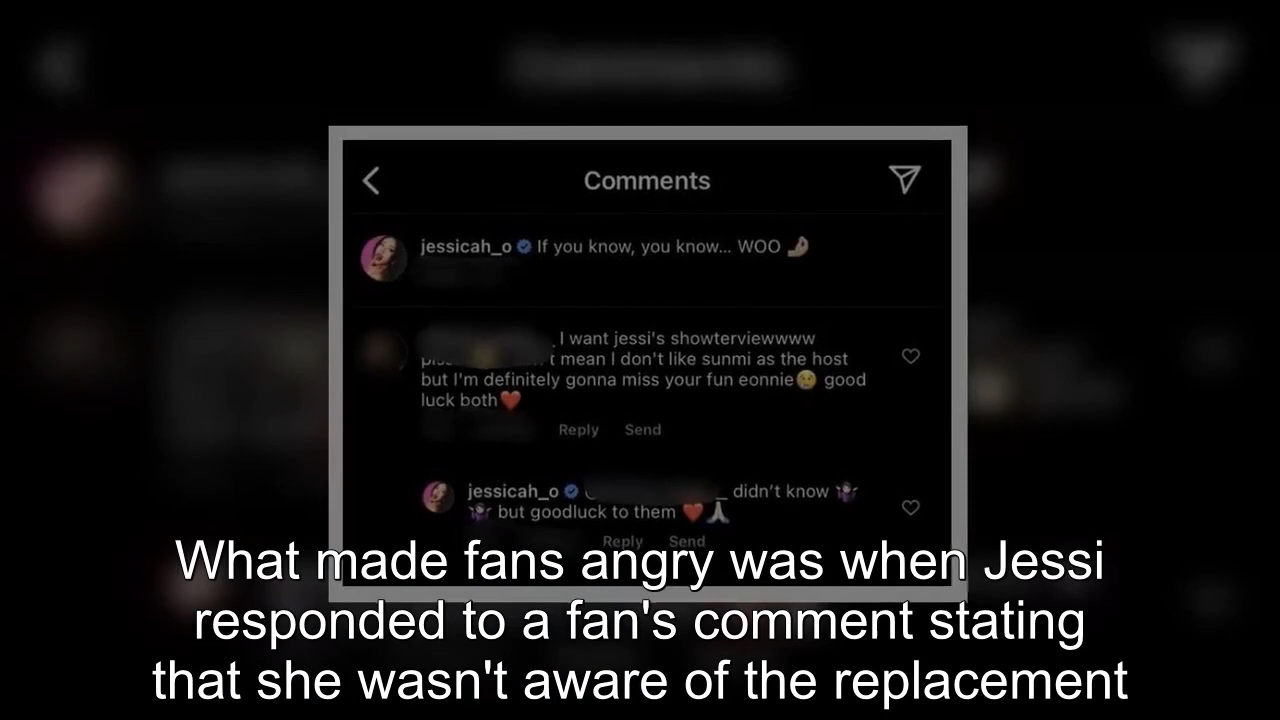 Comments
jessicah_o If you know, you know... WOO 🤌🏻
I want jessi's showterviewwww
t mean I don't like sunmi as the host
but I'm definitely gonna miss your fun eonnie🥲 good
luck both❤️
Reply Send
jessicah_o didn't know 🤷🏻‍♀️
🤷🏻‍♀️ but goodluck to them ❤️🙏🏻
Reply Send
What made fans angry was when Jessi
responded to a fan's comment stating
that she wasn't aware of the replacement